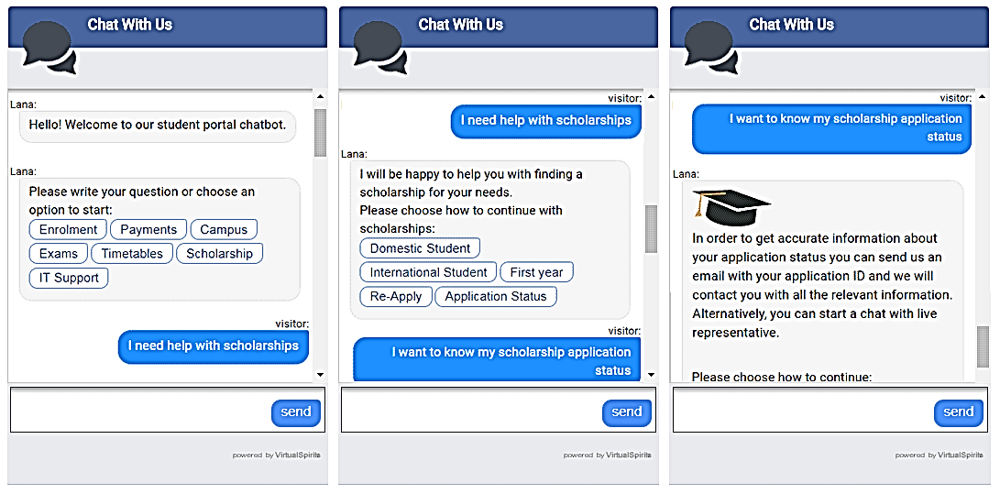 Chat With Us
Lana:
Hello! Welcome to our student portal chatbot.
Lana:
Please write your question or choose an
option to start:
Enrolment Payments Campus
Exams Timetables Scholarship
IT Support
visitor:
I need help with scholarships
send
powered by VirtualSpirits
Chat With Us
visitor:
I need help with scholarships
Lana:
I will be happy to help you with finding a
scholarship for your needs.
Please choose how to continue with
scholarships:
Domestic Student
International Student First year
Re-Apply Application Status
visitor:
I want to know my scholarship application
status
send
powered by VirtualSpirits
Chat With Us
visitor:
I want to know my scholarship application
status
Lana:
In order to get accurate information about
your application status you can send us an
email with your application ID and we will
contact you with all the relevant information.
Alternatively, you can start a chat with live
representative.
Please choose how to continue:
send
powered by VirtualSpirits